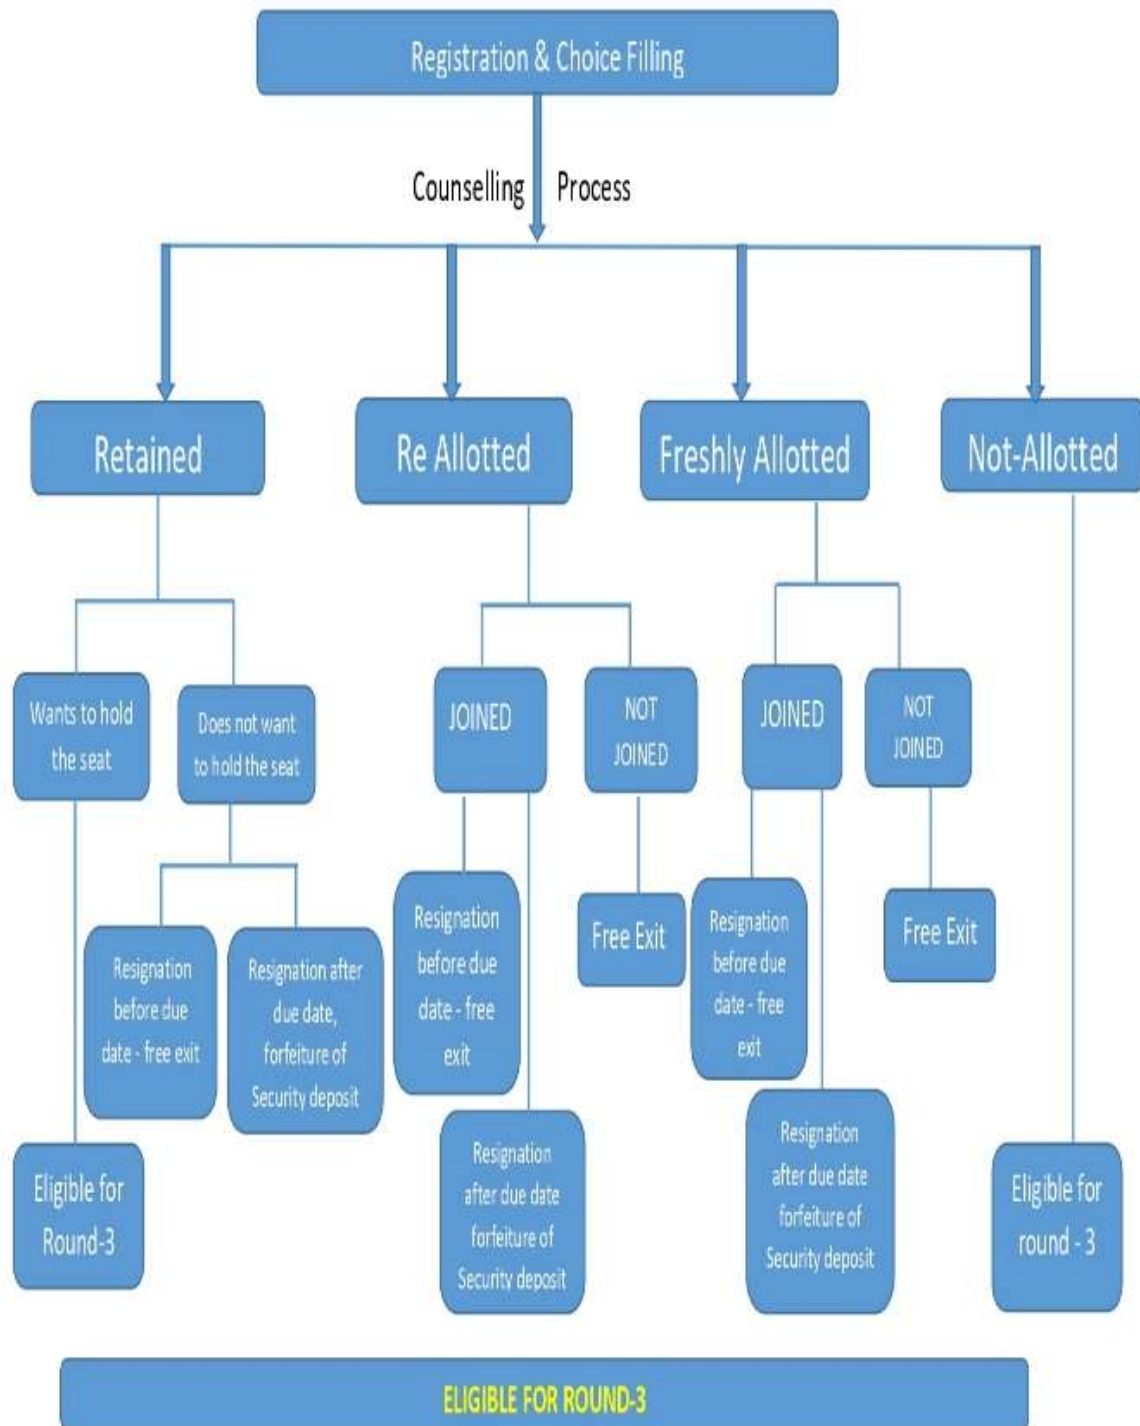 Registration & Choice Filling
Counselling Process
Retained
Re Allotted
Freshly Allotted
Not-Allotted
Wants to hold
the seat
Does not want
to hold the seat
JOINED
NOT
JOINED
JOINED
NOT
JOINED
Resignation
before due
date - free exit
Resignation after
due date,
forfeiture of
Security deposit
Resignation
before due
date - free
exit
Free Exit
Resignation
before due
date - free
exit
Free Exit
Eligible for
Round-3
Resignation
after due date
forfeiture of
Security deposit
Resignation
after due date
forfeiture of
Security deposit
Eligible for
round - 3
ELIGIBLE FOR ROUND-3